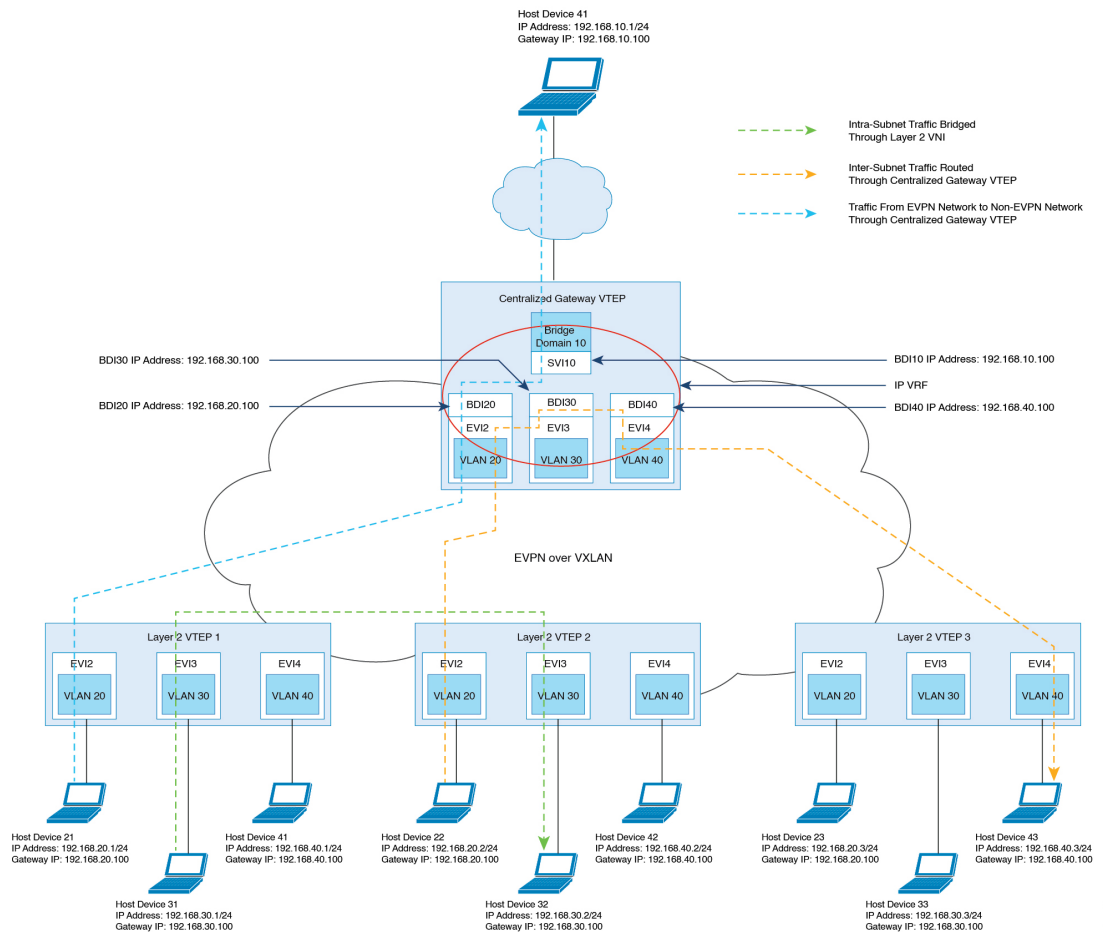 Host Device 41
IP Address: 192.168.10.1/24
Gateway IP: 192.168.10.100
Intra-Subnet Traffic Bridged
Through Layer 2 VNI
Inter-Subnet Traffic Routed
Through Centralized Gateway VTEP
Traffic From EVPN Network to Non-EVPN Network
Through Centralized Gateway VTEP
Centralized Gateway VTEP
Bridge
Domain 10
SVI10
BDI30 IP Address: 192.168.30.100
BDI10 IP Address: 192.168.10.100
IP VRF
BDI20 IP Address: 192.168.20.100
BDI40 IP Address: 192.168.40.100
BDI20
BDI30
BDI40
EVI2
EVI3
EVI4
VLAN 20
VLAN 30
VLAN 40
EVPN over VXLAN
Layer 2 VTEP 1
EVI2
EVI3
EVI4
VLAN 20
VLAN 30
VLAN 40
Layer 2 VTEP 2
EVI2
EVI3
EVI4
VLAN 20
VLAN 30
VLAN 40
Layer 2 VTEP 3
EVI2
EVI3
EVI4
VLAN 20
VLAN 30
VLAN 40
Host Device 21
IP Address: 192.168.20.1/24
Gateway IP: 192.168.20.100
Host Device 41
IP Address: 192.168.40.1/24
Gateway IP: 192.168.40.100
Host Device 22
IP Address: 192.168.20.2/24
Gateway IP: 192.168.20.100
Host Device 42
IP Address: 192.168.40.2/24
Gateway IP: 192.168.40.100
Host Device 23
IP Address: 192.168.20.3/24
Gateway IP: 192.168.20.100
Host Device 43
IP Address: 192.168.40.3/24
Gateway IP: 192.168.40.100
Host Device 31
IP Address: 192.168.30.1/24
Gateway IP: 192.168.30.100
Host Device 32
IP Address: 192.168.30.2/24
Gateway IP: 192.168.30.100
Host Device 33
IP Address: 192.168.30.3/24
Gateway IP: 192.168.30.100